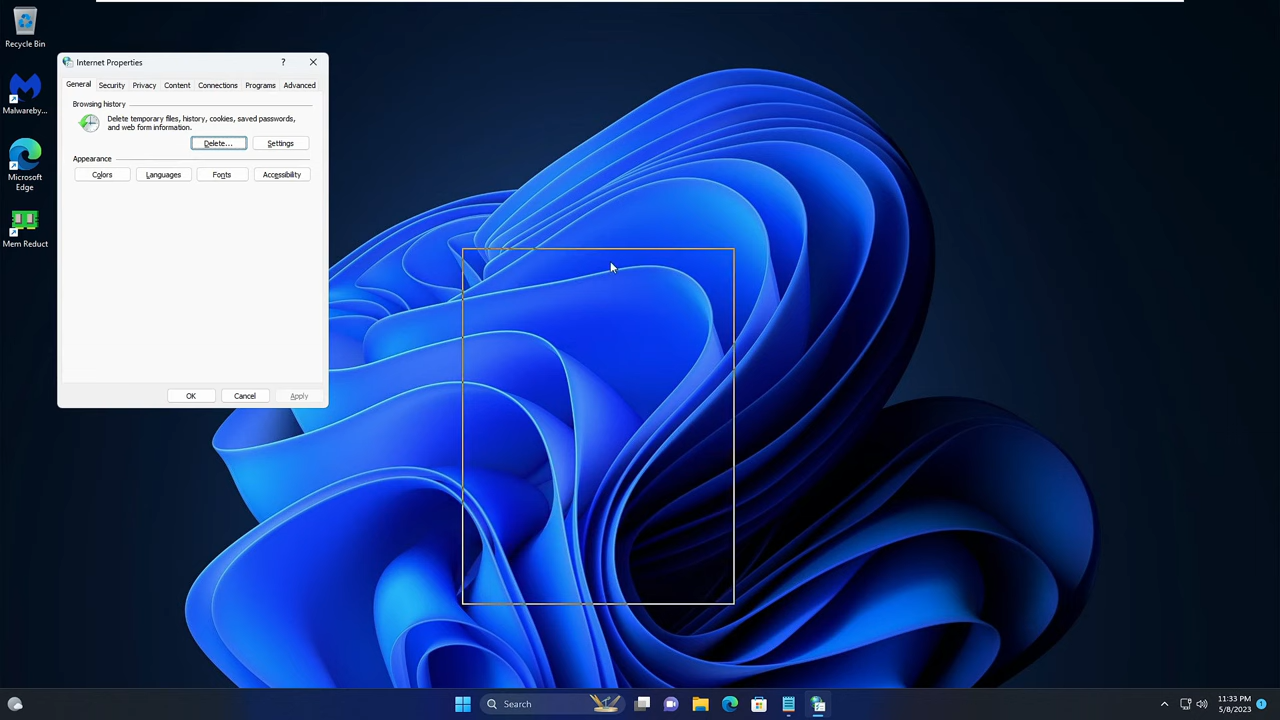 Recycle Bin
Malwareby...
Microsoft
Edge
Mem Reduct
Internet Properties
?
General Security Privacy Content Connections Programs Advanced
Browsing history
Delete temporary files, history, cookies, saved passwords,
and web form information.
Delete... Settings
Appearance
Colors Languages Fonts Accessibility
OK Cancel Apply
Search
11:33 PM
5/8/2023
1